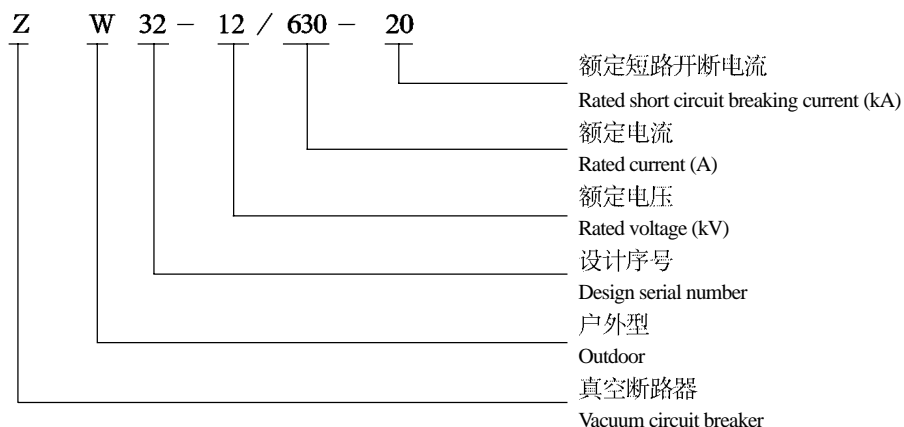 Z W 32 - 12 / 630 - 20
额定短路开断电流
Rated short circuit breaking current (kA)
额定电流
Rated current (A)
额定电压
Rated voltage (kV)
设计序号
Design serial number
户外型
Outdoor
真空断路器
Vacuum circuit breaker